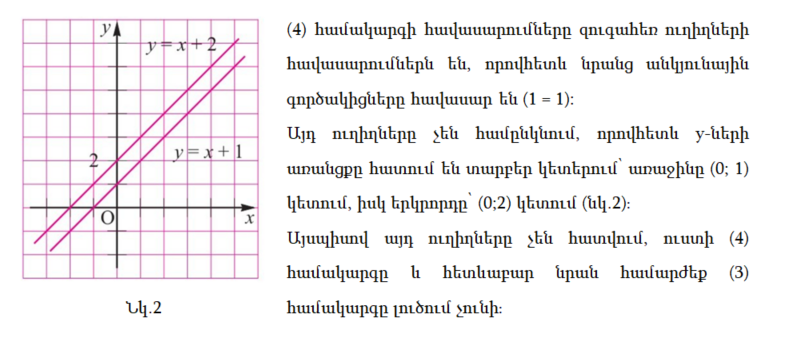 y
y = x + 2
2
y = x + 1
O
x
Նկ.2
(4) համակարգի հավասարումները զուգահեռ ուղիղների
հավասարումներն են, որովհետև նրանց անկյունային
գործակիցները հավասար են (1 = 1):
Այդ ուղիղները չեն համընկնում, որովհետև y-ների
առանցքը հատում են տարբեր կետերում՝ առաջինը (0; 1)
կետում, իսկ երկրորդը՝ (0;2) կետում (նկ.2):
Այսպիսով այդ ուղիղները չեն հատվում, ուստի (4)
համակարգը և հետևաբար նրան համարժեք (3)
համակարգը լուծում չունի: